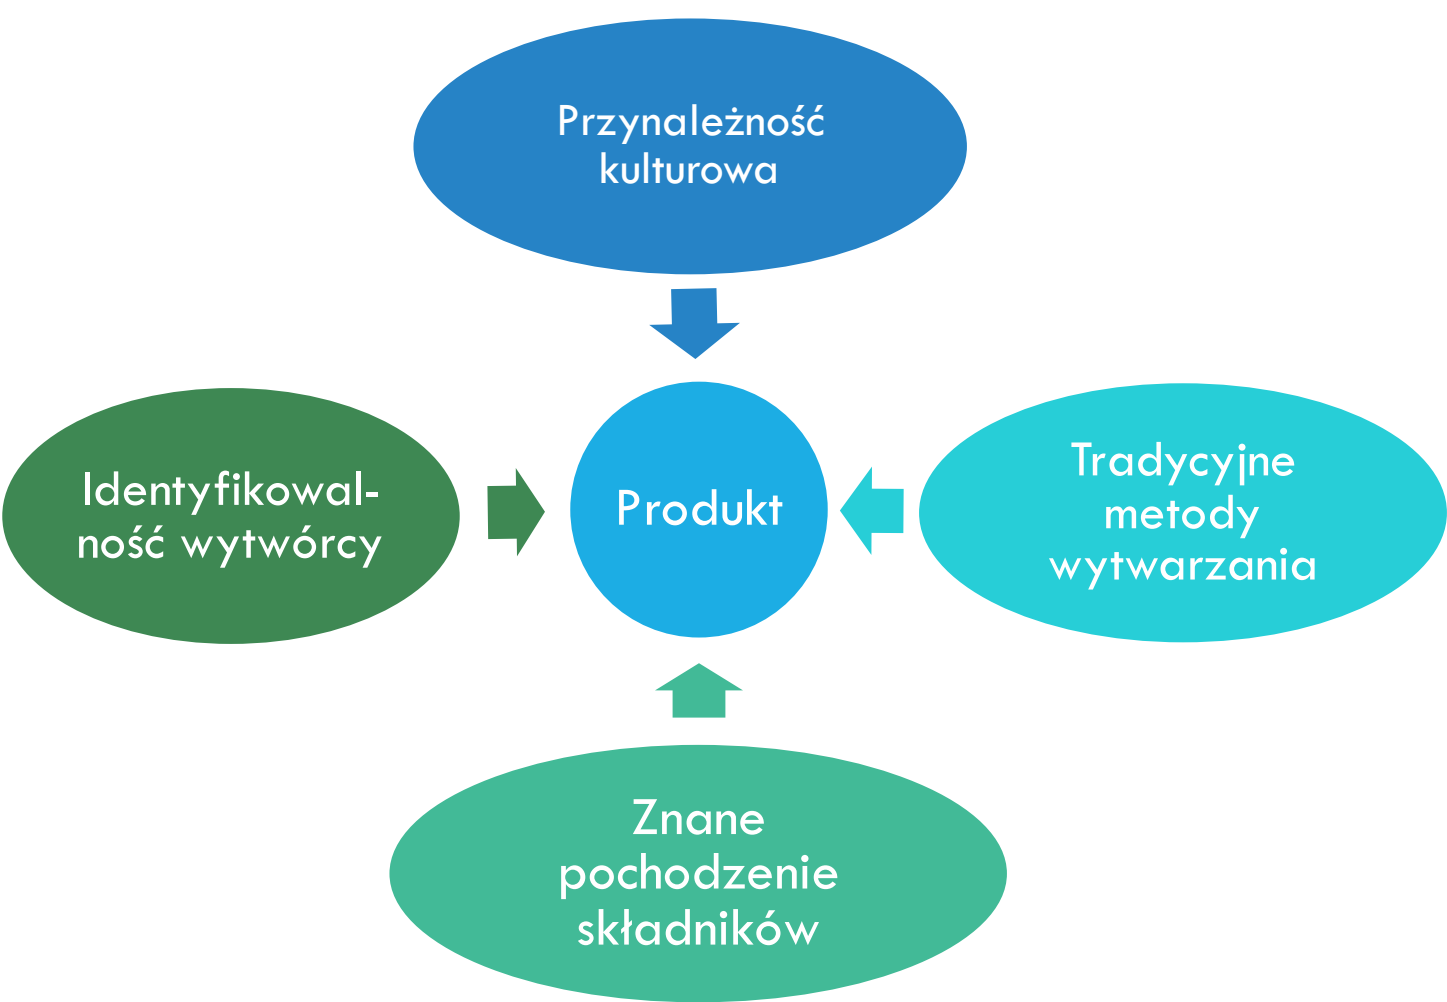 Przynależność
kulturowa
Identyfikowal-
ność wytwórcy
Produkt
Tradycyjne
metody
wytwarzania
Znane
pochodzenie
składników